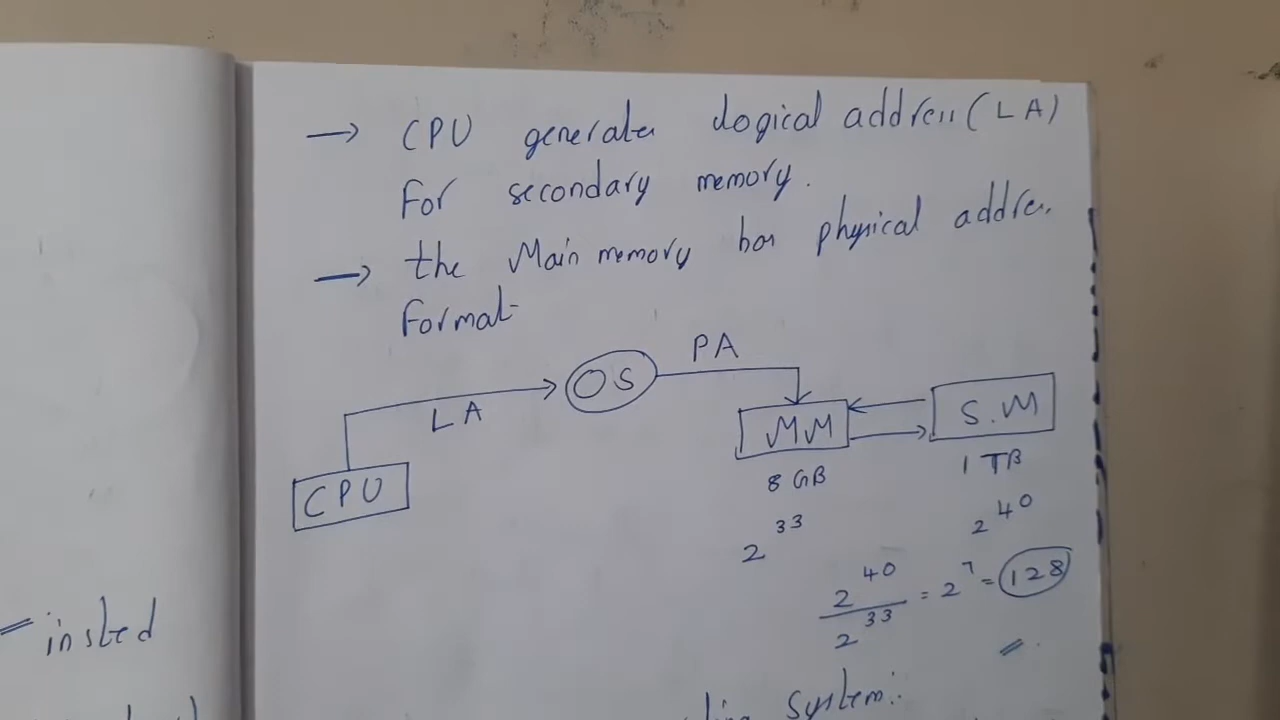 → CPU generates Logical address (LA)
For secondary memory.
→ the Main memory has physical addres.
Format
PA
OS
LA
MM
S.M
CPU
8 GB
1 TB
2^33
2^40
2^40 / 2^33 = 2^7 = 128
insted
System: